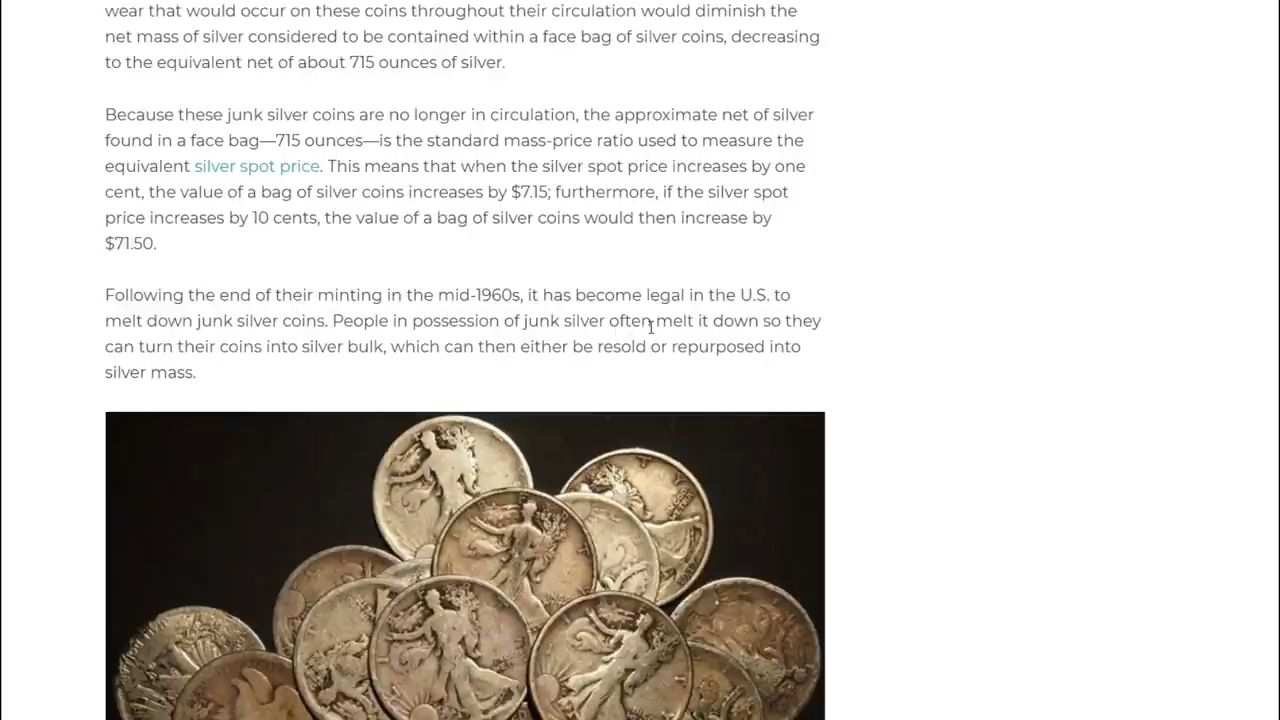 wear that would occur on these coins throughout their circulation would diminish the
net mass of silver considered to be contained within a face bag of silver coins, decreasing
to the equivalent net of about 715 ounces of silver.
Because these junk silver coins are no longer in circulation, the approximate net of silver
found in a face bag—715 ounces—is the standard mass-price ratio used to measure the
equivalent silver spot price. This means that when the silver spot price increases by one
cent, the value of a bag of silver coins increases by $7.15; furthermore, if the silver spot
price increases by 10 cents, the value of a bag of silver coins would then increase by
$71.50.
Following the end of their minting in the mid-1960s, it has become legal in the U.S. to
melt down junk silver coins. People in possession of junk silver often melt it down so they
can turn their coins into silver bulk, which can then either be resold or repurposed into
silver mass.